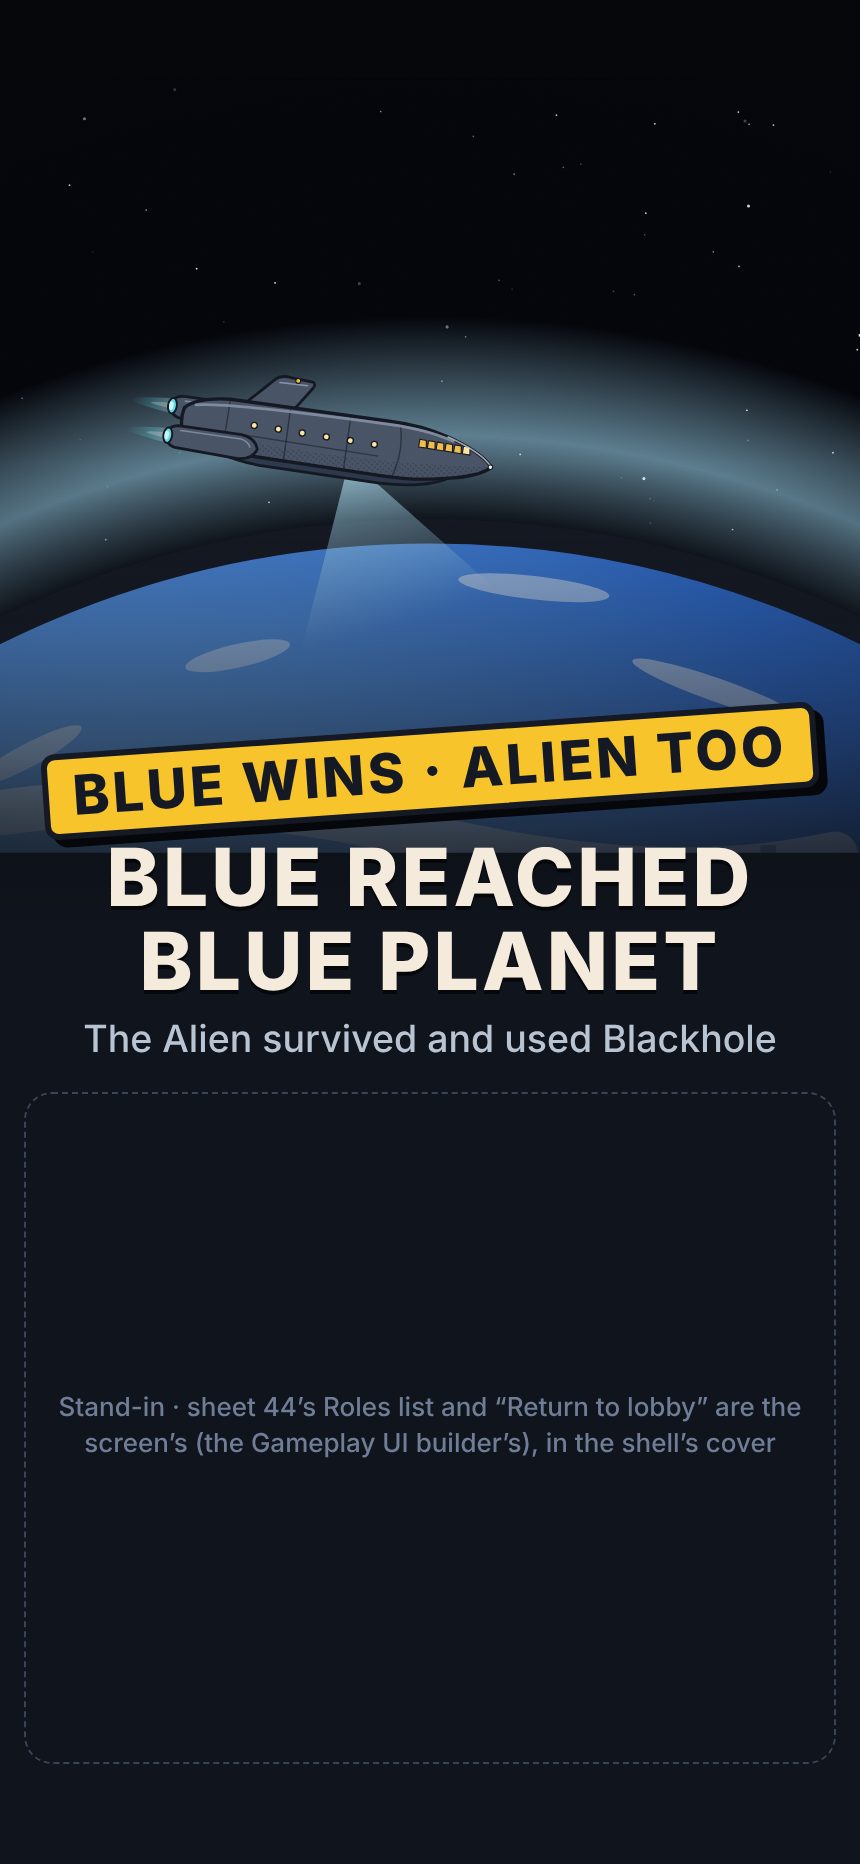 BLUE WINS · ALIEN TOO
BLUE REACHED
BLUE PLANET
The Alien survived and used Blackhole
Stand-in · sheet 44’s Roles list and “Return to lobby” are the
screen’s (the Gameplay UI builder’s), in the shell’s cover